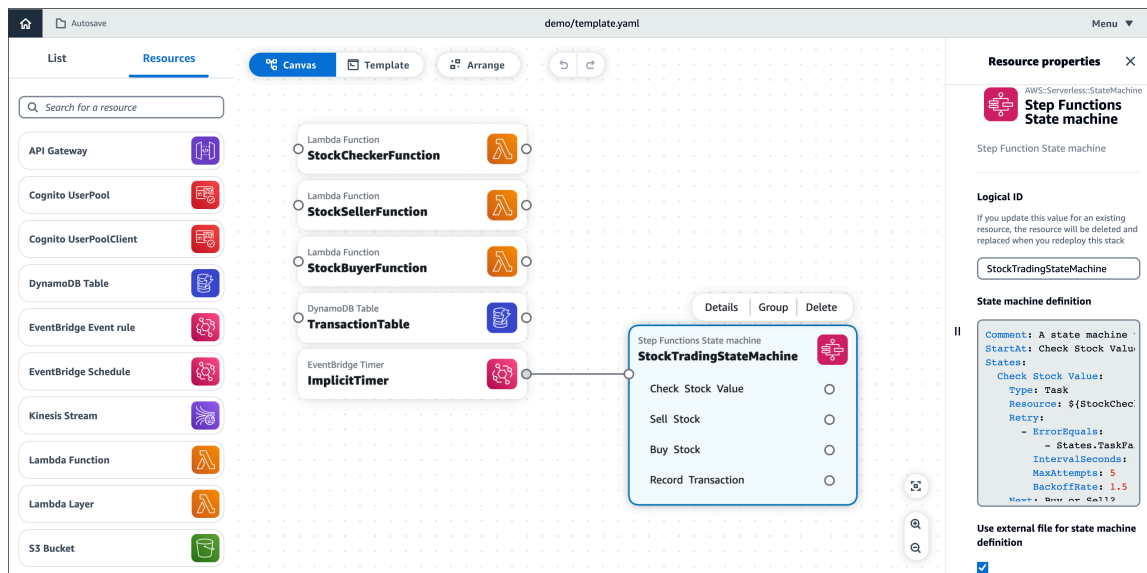 Autosave
demo/template.yaml
Menu
List
Resources
Canvas
Template
Arrange
Search for a resource
API Gateway
Cognito UserPool
Cognito UserPoolClient
DynamoDB Table
EventBridge Event rule
EventBridge Schedule
Kinesis Stream
Lambda Function
Lambda Layer
S3 Bucket
Lambda Function
StockCheckerFunction
Lambda Function
StockSellerFunction
Lambda Function
StockBuyerFunction
DynamoDB Table
TransactionTable
EventBridge Timer
ImplicitTimer
Details
Group
Delete
Step Functions State machine
StockTradingStateMachine
Check Stock Value
Sell Stock
Buy Stock
Record Transaction
Resource properties
AWS::Serverless::StateMachine
Step Functions
State machine
Step Function State machine
Logical ID
If you update this value for an existing
resource, the resource will be deleted and
replaced when you redeploy this stack
StockTradingStateMachine
State machine definition
Comment: A state machine
StartAt: Check Stock Valu
States:
Check Stock Value:
Type: Task
Resource: ${StockChec
Retry:
- ErrorEquals:
- States.TaskFa
IntervalSeconds:
MaxAttempts: 5
BackoffRate: 1.5
Next: Buy or Sell?
Use external file for state machine
definition